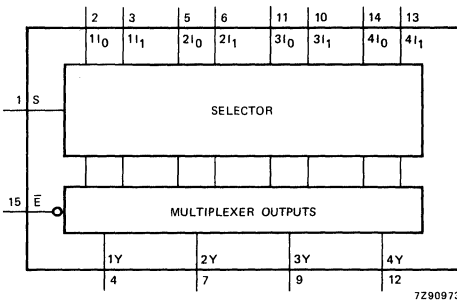 2 3 5 6 11 10 14 13
1I0 1I1 2I0 2I1 3I0 3I1 4I0 4I1
1 S
SELECTOR
15 E̅
MULTIPLEXER OUTPUTS
1Y 2Y 3Y 4Y
4 7 9 12
7Z90973